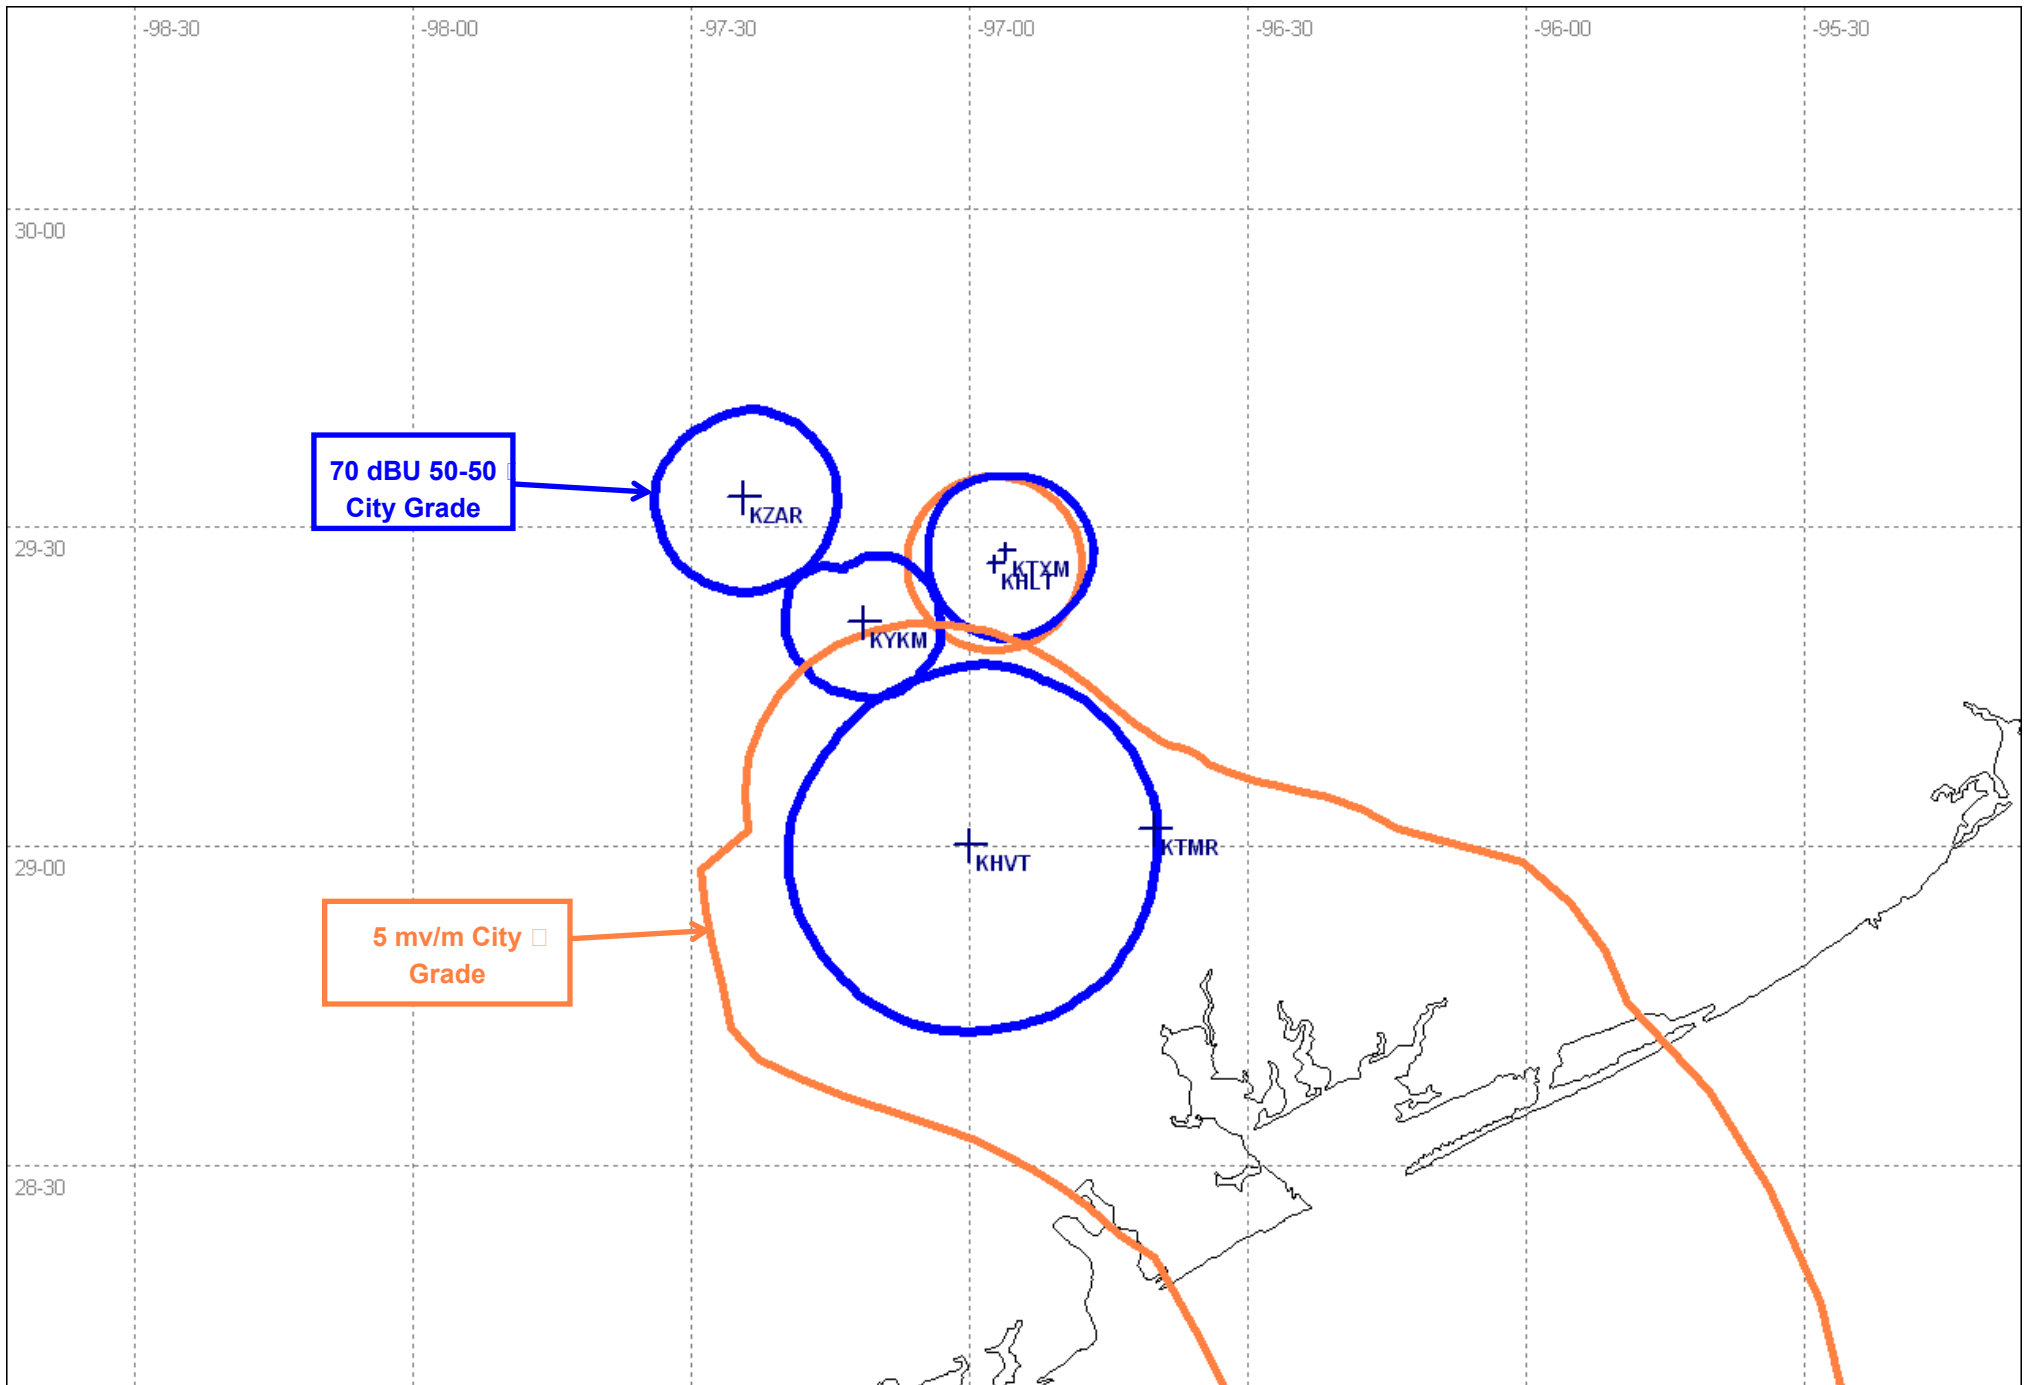 -98-30
-98-00
-97-30
-97-00
-96-30
-96-00
-95-30
30-00
70 dBU 50-50
City Grade
KZAR
29-30
KTXM
KHLT
KYKM
KTMR
KHVT
29-00
5 mv/m City
Grade
28-30